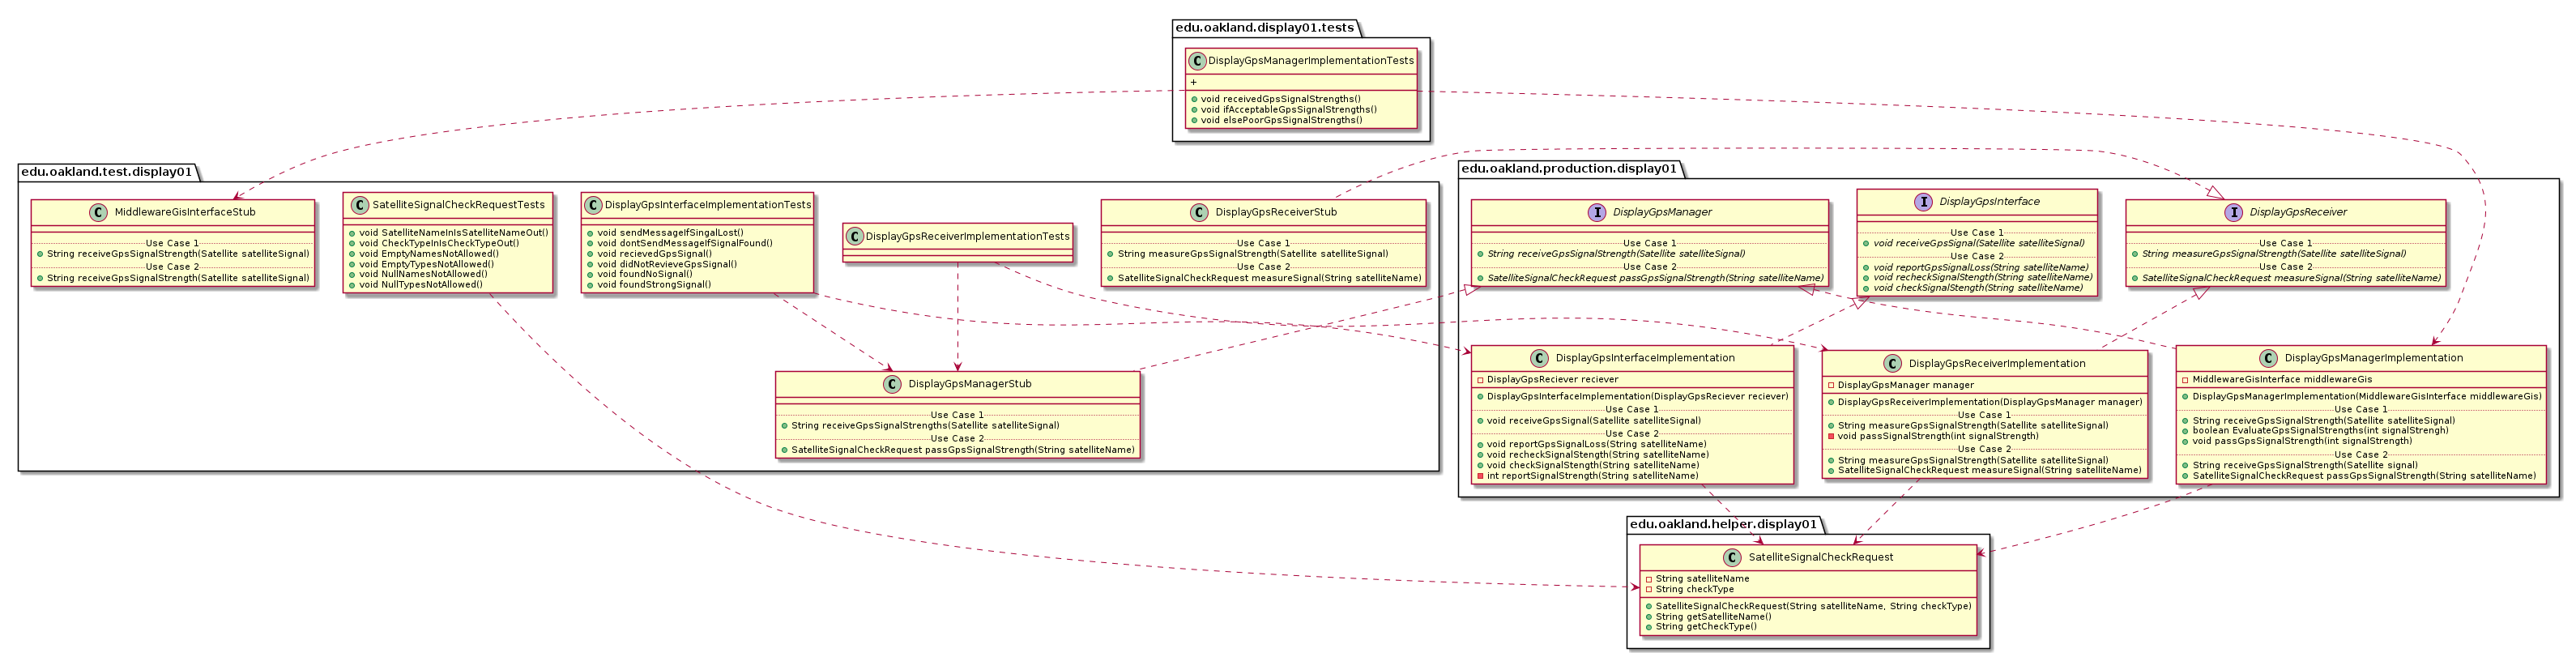 edu.oakland.display01.tests
C DisplayGpsManagerImplementationTests
+
void receivedGpsSignalStrengths()
void ifAcceptableGpsSignalStrengths()
void elsePoorGpsSignalStrengths()
edu.oakland.test.display01
C MiddlewareGisInterfaceStub
Use Case 1
String receiveGpsSignalStrength(Satellite satelliteSignal)
Use Case 2
String receiveGpsSignalStrength(Satellite satelliteSignal)
C SatelliteSignalCheckRequestTests
void SatelliteNameInIsSatelliteNameOut()
void CheckTypeInIsCheckTypeOut()
void EmptyNamesNotAllowed()
void EmptyTypesNotAllowed()
void NullNamesNotAllowed()
void NullTypesNotAllowed()
C DisplayGpsInterfaceImplementationTests
void sendMessageIfSingalLost()
void dontSendMessageIfSignalFound()
void recievedGpsSignal()
void didNotRevieveGpsSignal()
void foundNoSignal()
void foundStrongSignal()
C DisplayGpsReceiverImplementationTests
C DisplayGpsReceiverStub
Use Case 1
String measureGpsSignalStrength(Satellite satelliteSignal)
Use Case 2
SatelliteSignalCheckRequest measureSignal(String satelliteName)
C DisplayGpsManagerStub
Use Case 1
String receiveGpsSignalStrengths(Satellite satelliteSignal)
Use Case 2
SatelliteSignalCheckRequest passGpsSignalStrength(String satelliteName)
edu.oakland.production.display01
I DisplayGpsManager
Use Case 1
String receiveGpsSignalStrength(Satellite satelliteSignal)
Use Case 2
SatelliteSignalCheckRequest passGpsSignalStrength(String satelliteName)
I DisplayGpsInterface
Use Case 1
void receiveGpsSignal(Satellite satelliteSignal)
Use Case 2
void reportGpsSignalLoss(String satelliteName)
void recheckSignalStength(String satelliteName)
void checkSignalStength(String satelliteName)
I DisplayGpsReceiver
Use Case 1
String measureGpsSignalStrength(Satellite satelliteSignal)
Use Case 2
SatelliteSignalCheckRequest measureSignal(String satelliteName)
C DisplayGpsInterfaceImplementation
DisplayGpsReciever reciever
DisplayGpsInterfaceImplementation(DisplayGpsReciever reciever)
Use Case 1
void receiveGpsSignal(Satellite satelliteSignal)
Use Case 2
void reportGpsSignalLoss(String satelliteName)
void recheckSignalStength(String satelliteName)
void checkSignalStength(String satelliteName)
int reportSignalStrength(String satelliteName)
C DisplayGpsReceiverImplementation
DisplayGpsManager manager
DisplayGpsReceiverImplementation(DisplayGpsManager manager)
Use Case 1
String measureGpsSignalStrength(Satellite satelliteSignal)
void passSignalStrength(int signalStrength)
Use Case 2
String measureGpsSignalStrength(Satellite satelliteSignal)
SatelliteSignalCheckRequest measureSignal(String satelliteName)
C DisplayGpsManagerImplementation
MiddlewareGisInterface middlewareGis
DisplayGpsManagerImplementation(MiddlewareGisInterface middlewareGis)
Use Case 1
String receiveGpsSignalStrength(Satellite satelliteSignal)
boolean EvaluateGpsSignalStrengths(int signalStrengh)
void passGpsSignalStrength(int signalStrength)
Use Case 2
String receiveGpsSignalStrength(Satellite signal)
SatelliteSignalCheckRequest passGpsSignalStrength(String satelliteName)
edu.oakland.helper.display01
C SatelliteSignalCheckRequest
String satelliteName
String checkType
SatelliteSignalCheckRequest(String satelliteName, String checkType)
String getSatelliteName()
String getCheckType()